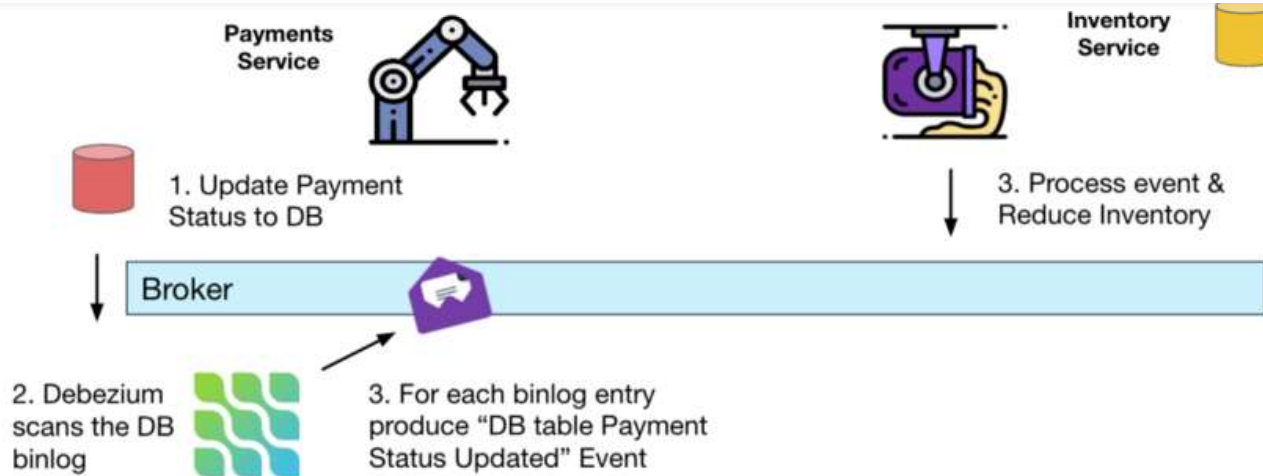 Payments
Service
Inventory
Service
1. Update Payment
Status to DB
3. Process event &
Reduce Inventory
Broker
2. Debezium
scans the DB
binlog
3. For each binlog entry
produce “DB table Payment
Status Updated” Event